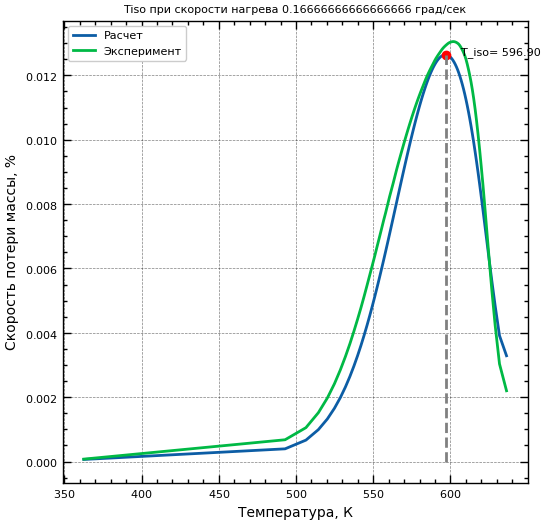 Tiso при скорости нагрева 0.16666666666666666 град/сек
Расчет
Эксперимент
T_iso= 596.90
0.012
0.010
0.008
0.006
0.004
0.002
0.000
Скорость потери массы, %
350 400 450 500 550 600
Температура, К